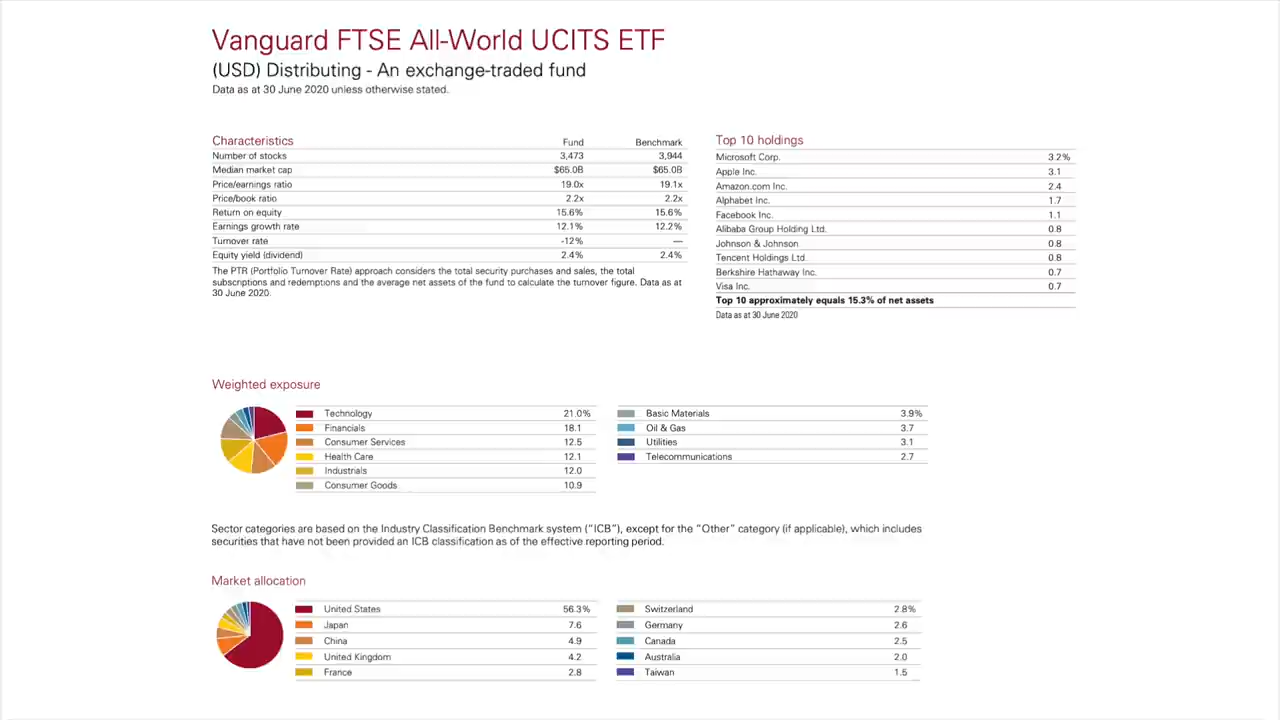 Vanguard FTSE All-World UCITS ETF
(USD) Distributing - An exchange-traded fund
Data as at 30 June 2020 unless otherwise stated.
Characteristics Fund Benchmark
Number of stocks 3,473 3,944
Median market cap $65.0B $65.0B
Price/earnings ratio 19.0x 19.1x
Price/book ratio 2.2x 2.2x
Return on equity 15.6% 15.6%
Earnings growth rate 12.1% 12.2%
Turnover rate -12% —
Equity yield (dividend) 2.4% 2.4%
The PTR (Portfolio Turnover Rate) approach considers the total security purchases and sales, the total
subscriptions and redemptions and the average net assets of the fund to calculate the turnover figure. Data as at
30 June 2020.
Top 10 holdings
Microsoft Corp. 3.2%
Apple Inc. 3.1
Amazon.com Inc. 2.4
Alphabet Inc. 1.7
Facebook Inc. 1.1
Alibaba Group Holding Ltd. 0.8
Johnson & Johnson 0.8
Tencent Holdings Ltd. 0.8
Berkshire Hathaway Inc. 0.7
Visa Inc. 0.7
Top 10 approximately equals 15.3% of net assets
Data as at 30 June 2020
Weighted exposure
Technology 21.0%
Financials 18.1
Consumer Services 12.5
Health Care 12.1
Industrials 12.0
Consumer Goods 10.9
Basic Materials 3.9%
Oil & Gas 3.7
Utilities 3.1
Telecommunications 2.7
Sector categories are based on the Industry Classification Benchmark system (“ICB”), except for the “Other” category (if applicable), which includes
securities that have not been provided an ICB classification as of the effective reporting period.
Market allocation
United States 56.3%
Japan 7.6
China 4.9
United Kingdom 4.2
France 2.8
Switzerland 2.8%
Germany 2.6
Canada 2.5
Australia 2.0
Taiwan 1.5